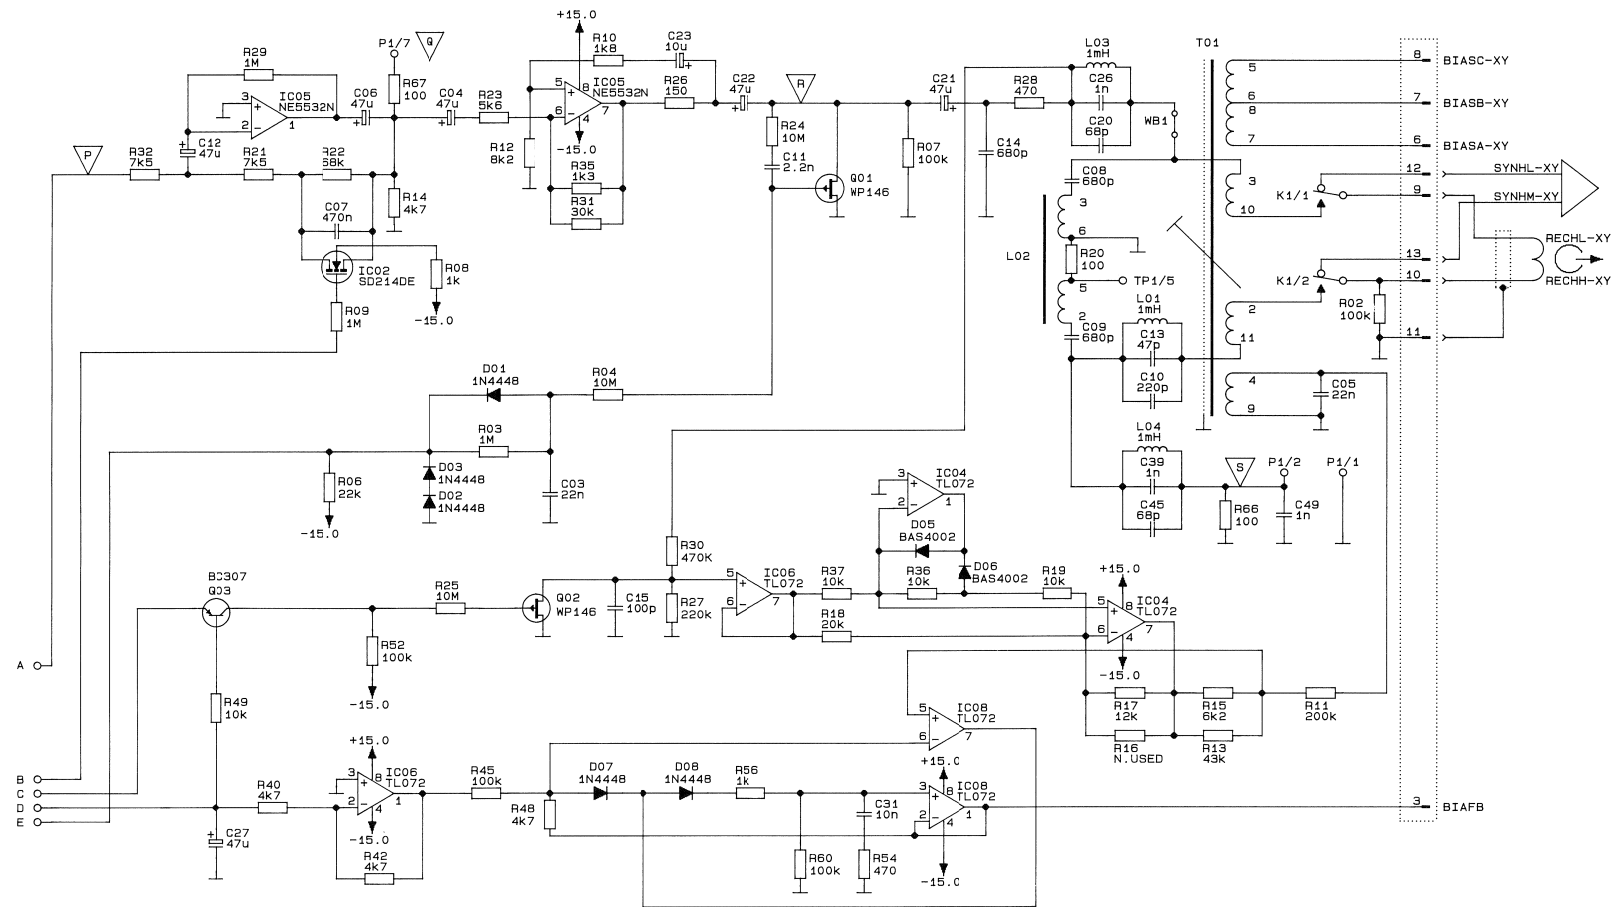 +15.0
P1/7
Q
R10
1k8
C23
10u
L03
1mH
T01
R29
1M
R67
100
IC05
NE5532N
C06
47u
C04
47u
R23
5k6
IC05
NE5532N
R26
150
C22
47u
R
C21
47u
R28
470
C26
1n
C20
68p
WB1
5
6
8
7
8
BIASC-XY
7
BIASB-XY
6
BIASA-XY
3
2
1
5
6
8
4
7
-15.0
C12
47u
P
R32
7k5
R21
7k5
R22
68k
R14
4k7
R12
8k2
R35
1k3
R31
30k
R24
10M
C11
2.2n
Q01
WP146
R07
100k
C14
680p
C08
680p
3
6
3
10
K1/1
12
SYNHL-XY
9
SYNHM-XY
C07
470n
IC02
SD214DE
R08
1k
-15.0
R09
1M
L02
R20
100
TP1/5
5
2
L01
1mH
C09
680p
C13
47p
C10
220p
K1/2
2
11
R02
100k
13
10
11
RECHL-XY
RECHH-XY
D01
1N4448
R04
10M
4
9
C05
22n
R03
1M
R06
22k
-15.0
D03
1N4448
D02
1N4448
C03
22n
L04
1mH
C39
1n
C45
68p
S
P1/2
P1/1
R66
100
C49
1n
3
2
1
IC04
TL072
D05
BAS4002
D06
BAS4002
R30
470K
BC307
Q03
R25
10M
Q02
WP146
C15
100p
R27
220k
5
6
7
IC06
TL072
R37
10k
R36
10k
R19
10k
R18
20k
+15.0
5
6
8
4
7
IC04
TL072
-15.0
A
R52
100k
-15.0
R49
10k
R17
12k
R15
6k2
R11
200k
R16
N.USED
R13
43k
5
6
7
IC08
TL072
+15.0
B
C
D
E
R40
4k7
3
2
8
4
1
IC06
TL072
-15.0
R42
4k7
C27
47u
R45
100k
R48
4k7
D07
1N4448
D08
1N4448
R56
1k
C31
10n
R60
100k
R54
470
+15.0
3
2
8
4
1
IC08
TL072
-15.0
3
BIAFB